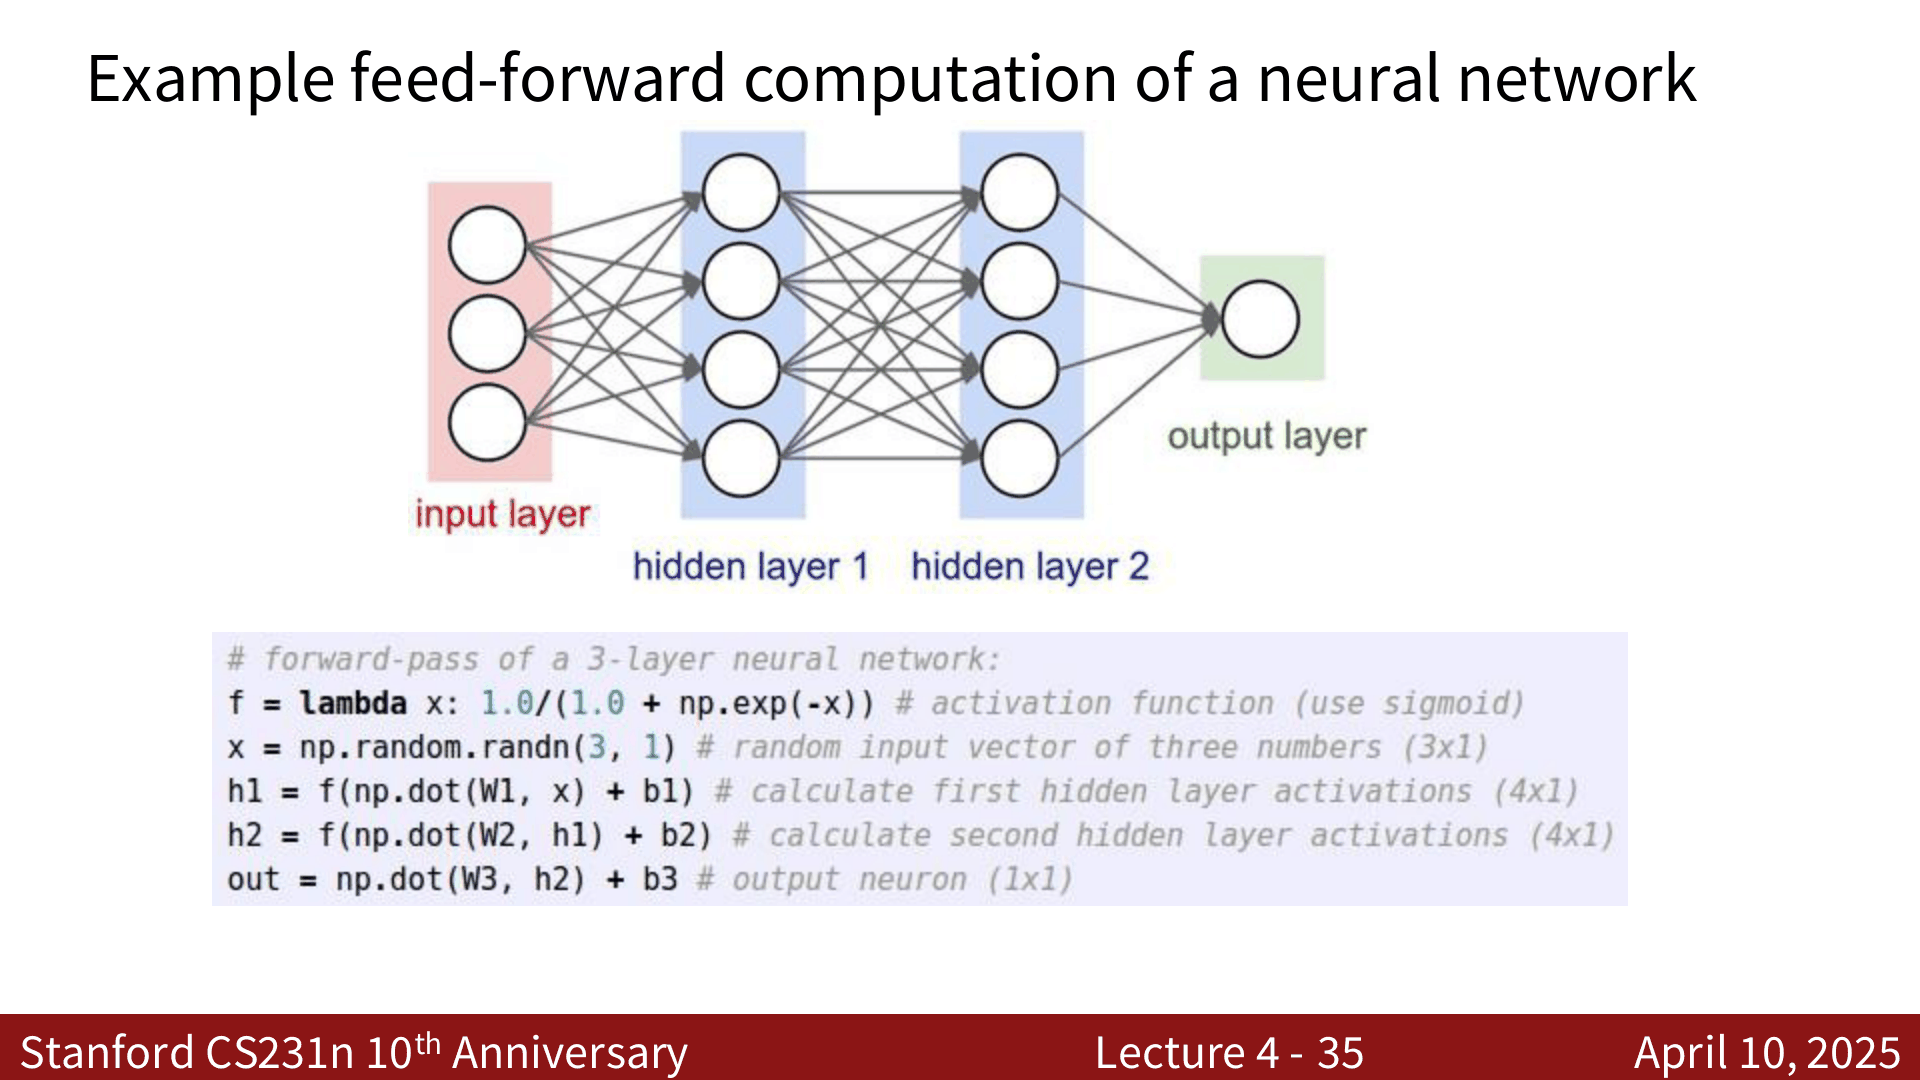 Example feed-forward computation of a neural network
input layer
hidden layer 1
hidden layer 2
output layer
# forward-pass of a 3-layer neural network:
f = lambda x: 1.0/(1.0 + np.exp(-x)) # activation function (use sigmoid)
x = np.random.randn(3, 1) # random input vector of three numbers (3x1)
h1 = f(np.dot(W1, x) + b1) # calculate first hidden layer activations (4x1)
h2 = f(np.dot(W2, h1) + b2) # calculate second hidden layer activations (4x1)
out = np.dot(W3, h2) + b3 # output neuron (1x1)
Stanford CS231n 10th Anniversary
Lecture 4 - 35
April 10, 2025